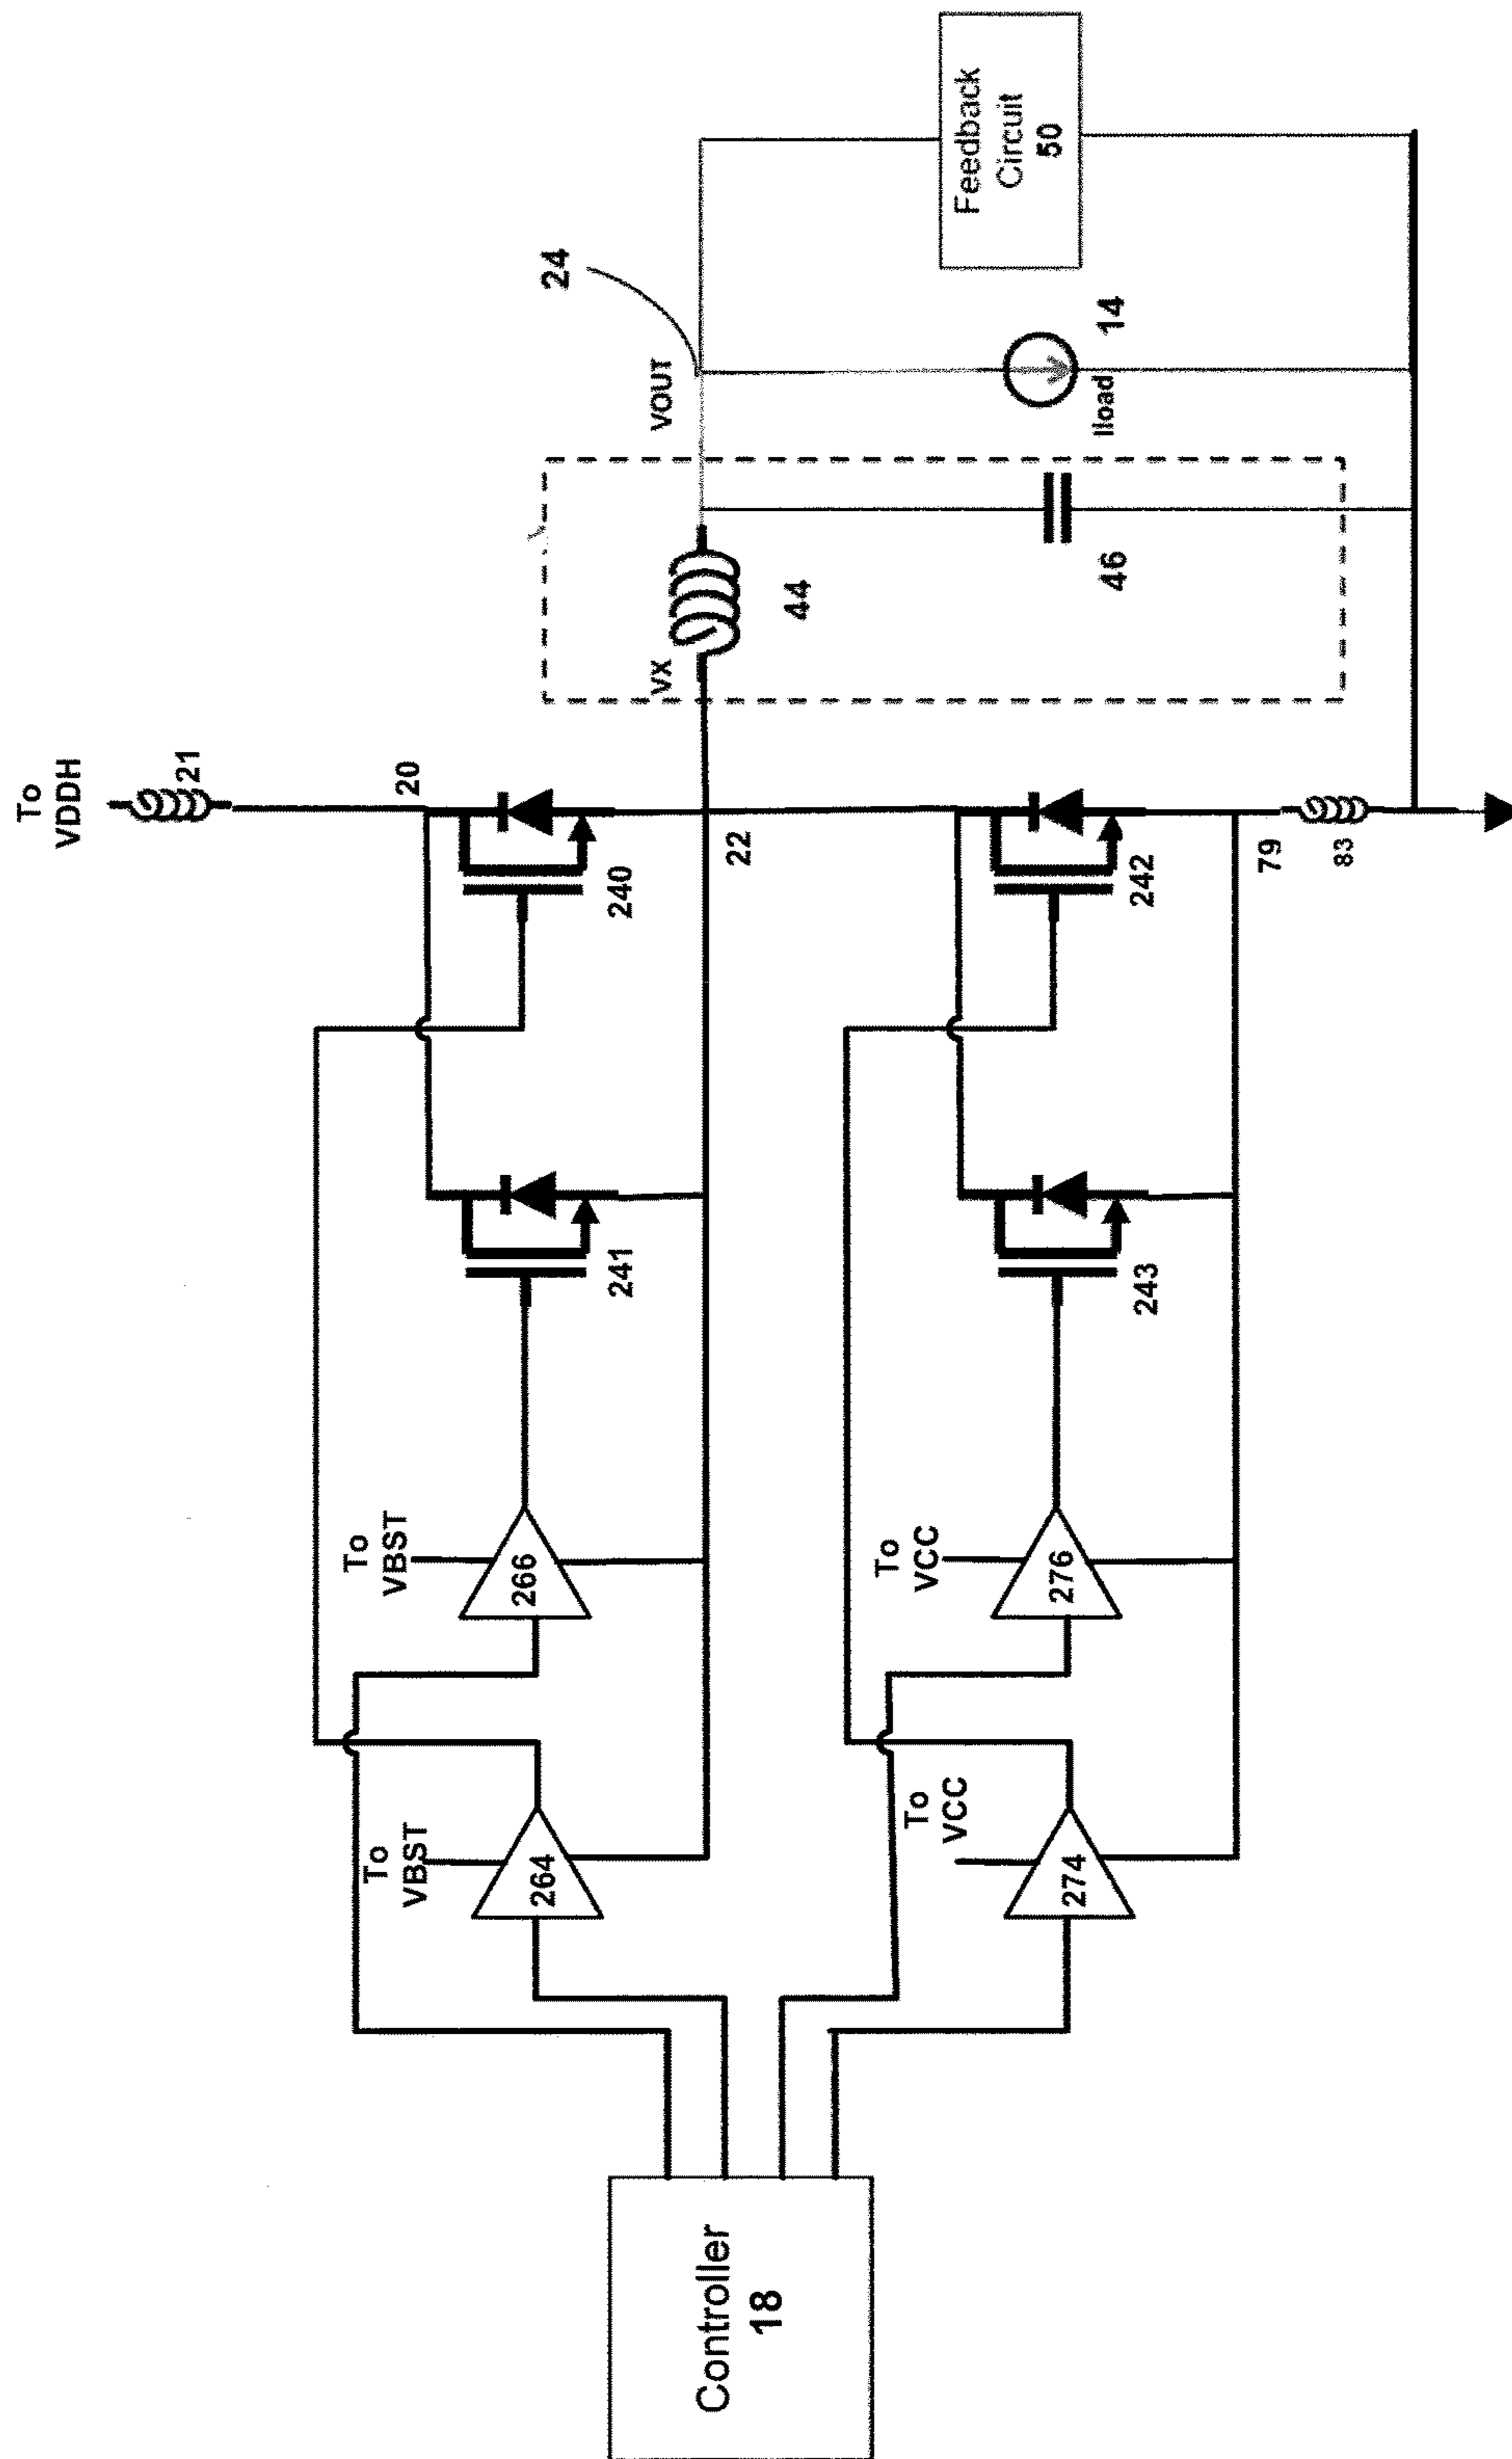 To
VDDH
21
20
240
22
242
79
83
241
243
To
VBST
266
To
VBST
264
To
VCC
276
To
VCC
274
Controller
18
VX
44
46
VOUT
24
Iload
14
Feedback
Circuit
50